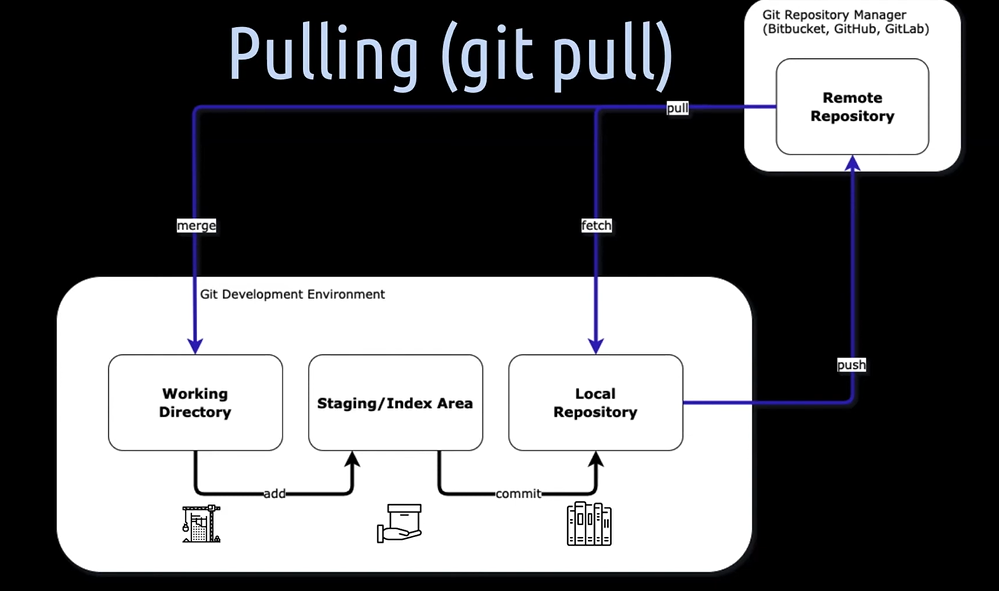 Pulling (git pull)
Git Repository Manager
(Bitbucket, GitHub, GitLab)
Remote
Repository
pull
merge
fetch
Git Development Environment
push
Working
Directory
Staging/Index Area
Local
Repository
add
commit